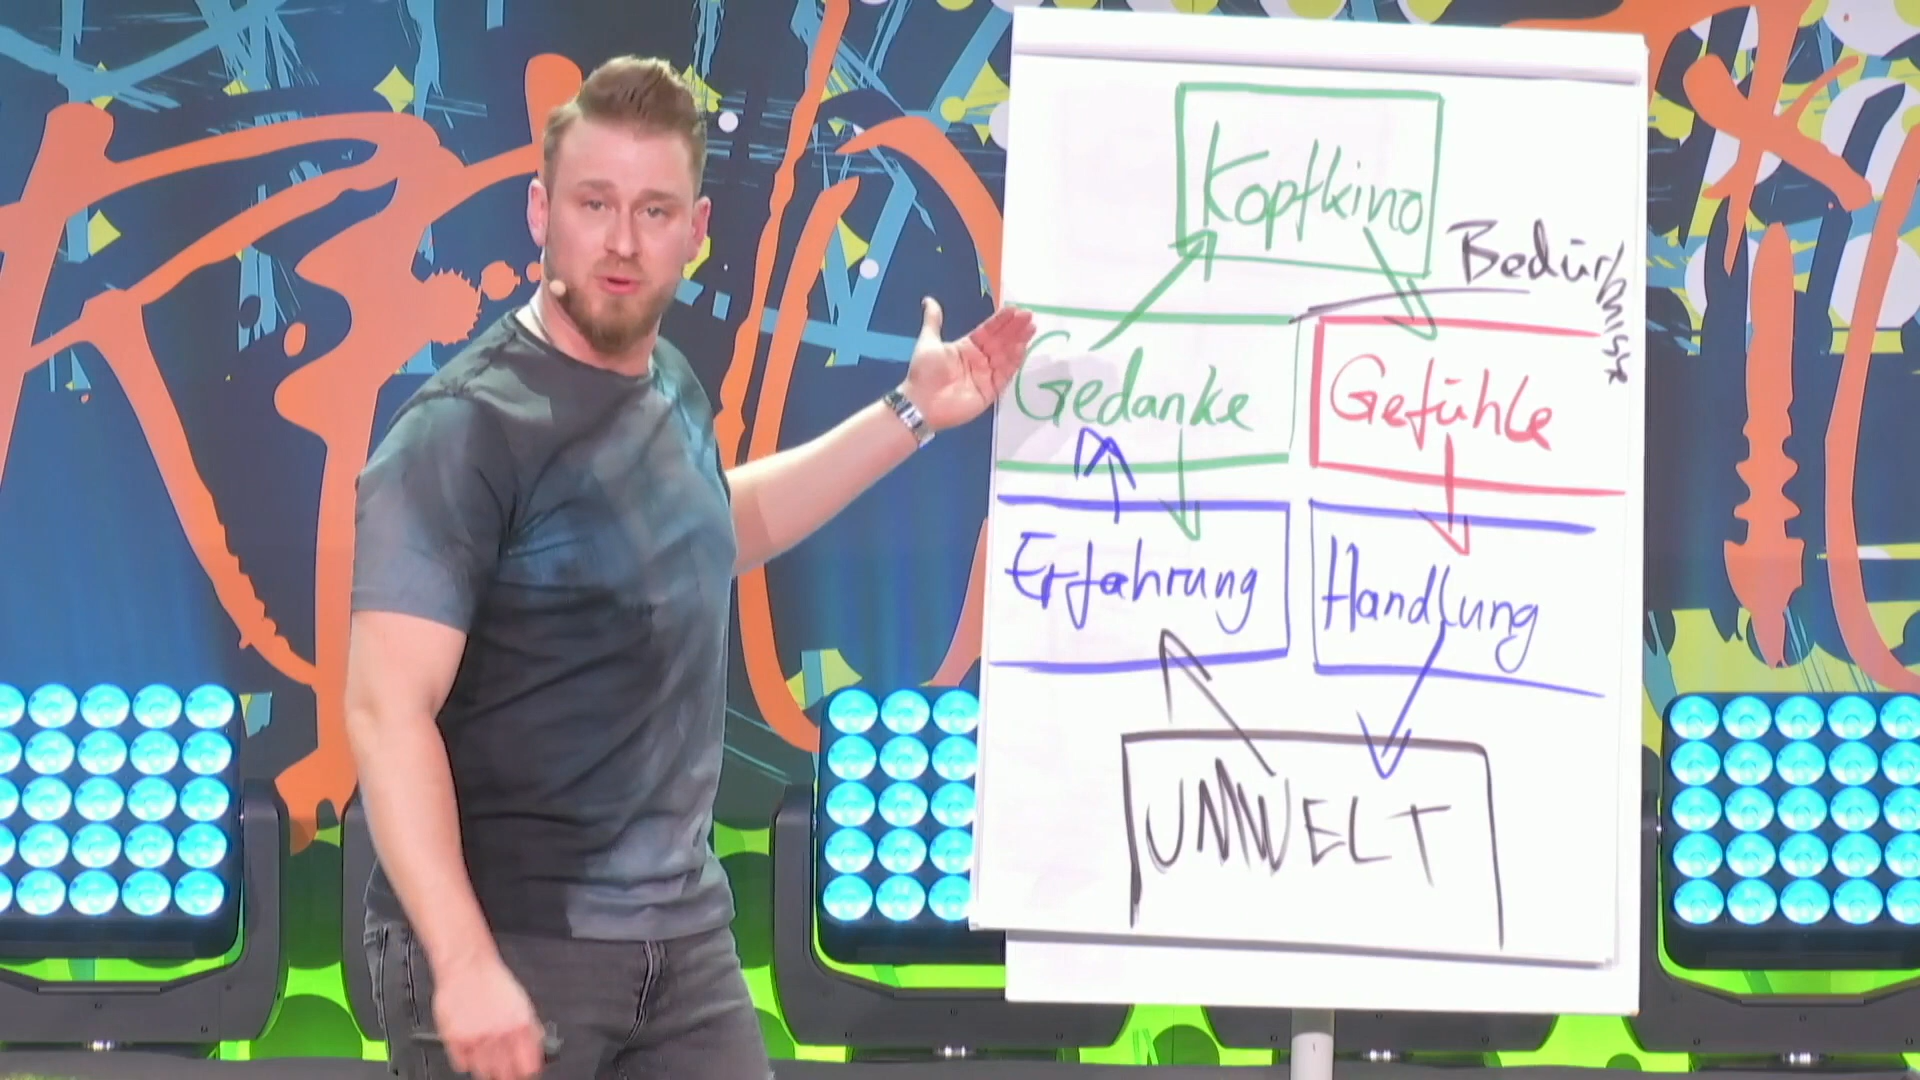 Kopfkino
Bedürfnisse
Gedanke
Gefühle
Erfahrung
Handlung
UMWELT